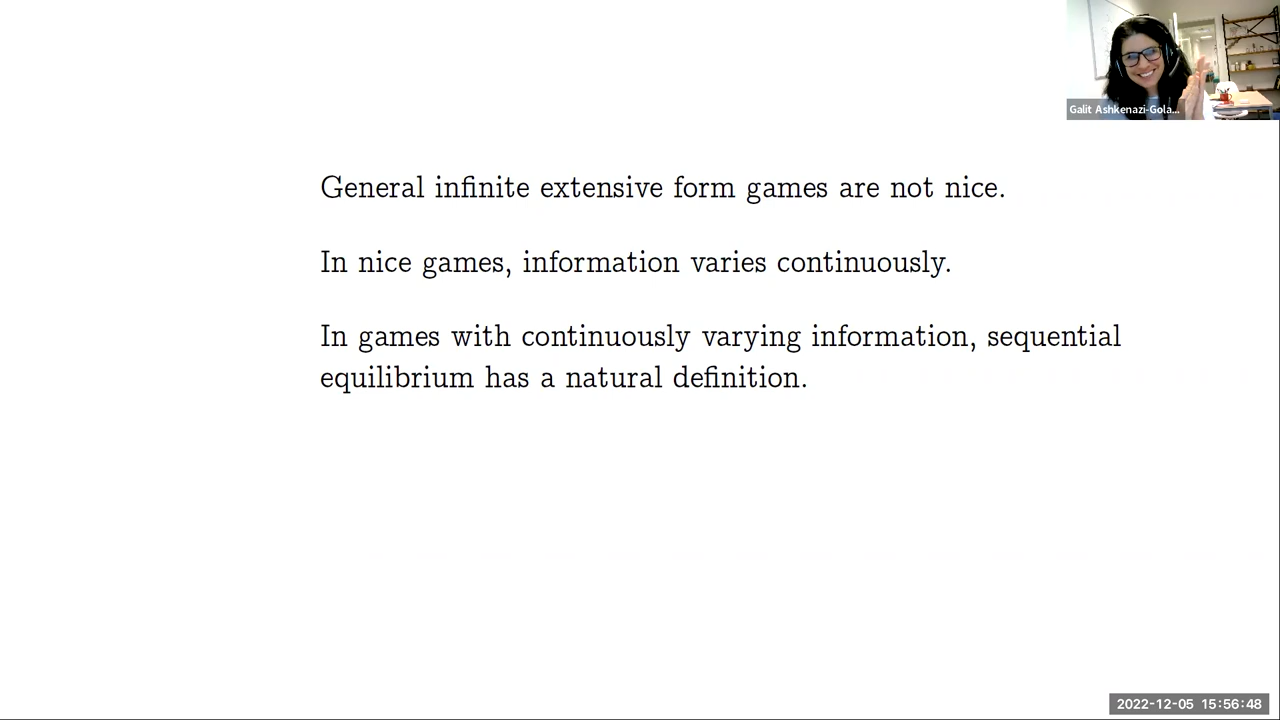 Galit Ashkenazi-Gola...
General infinite extensive form games are not nice.
In nice games, information varies continuously.
In games with continuously varying information, sequential
equilibrium has a natural definition.
2022-12-05 15:56:48